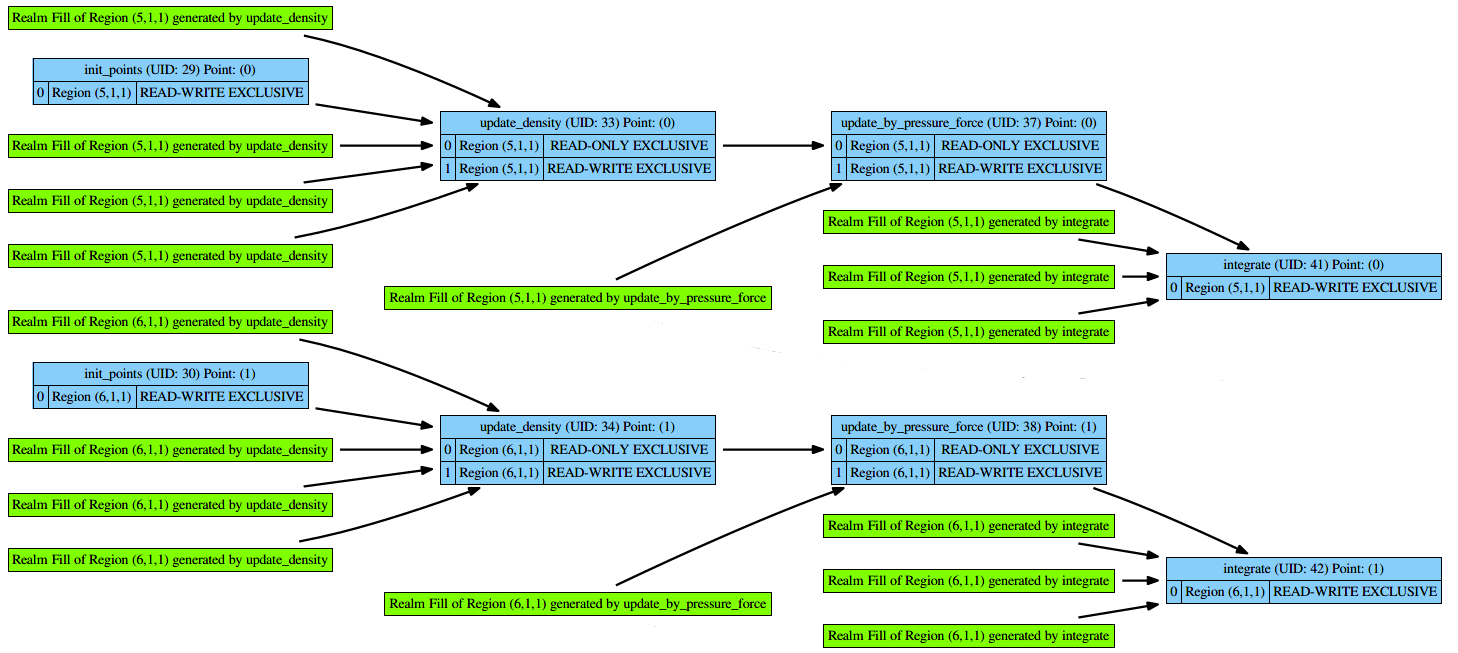 Realm Fill of Region (5,1,1) generated by update_density
init_points (UID: 29) Point: (0)
0 Region (5,1,1) READ-WRITE EXCLUSIVE
Realm Fill of Region (5,1,1) generated by update_density
Realm Fill of Region (5,1,1) generated by update_density
Realm Fill of Region (5,1,1) generated by update_density
update_density (UID: 33) Point: (0)
0 Region (5,1,1) READ-ONLY EXCLUSIVE
1 Region (5,1,1) READ-WRITE EXCLUSIVE
Realm Fill of Region (5,1,1) generated by update_by_pressure_force
update_by_pressure_force (UID: 37) Point: (0)
0 Region (5,1,1) READ-ONLY EXCLUSIVE
1 Region (5,1,1) READ-WRITE EXCLUSIVE
Realm Fill of Region (5,1,1) generated by integrate
Realm Fill of Region (5,1,1) generated by integrate
Realm Fill of Region (5,1,1) generated by integrate
integrate (UID: 41) Point: (0)
0 Region (5,1,1) READ-WRITE EXCLUSIVE
Realm Fill of Region (6,1,1) generated by update_density
init_points (UID: 30) Point: (1)
0 Region (6,1,1) READ-WRITE EXCLUSIVE
Realm Fill of Region (6,1,1) generated by update_density
Realm Fill of Region (6,1,1) generated by update_density
Realm Fill of Region (6,1,1) generated by update_density
update_density (UID: 34) Point: (1)
0 Region (6,1,1) READ-ONLY EXCLUSIVE
1 Region (6,1,1) READ-WRITE EXCLUSIVE
Realm Fill of Region (6,1,1) generated by update_by_pressure_force
update_by_pressure_force (UID: 38) Point: (1)
0 Region (6,1,1) READ-ONLY EXCLUSIVE
1 Region (6,1,1) READ-WRITE EXCLUSIVE
Realm Fill of Region (6,1,1) generated by integrate
Realm Fill of Region (6,1,1) generated by integrate
Realm Fill of Region (6,1,1) generated by integrate
integrate (UID: 42) Point: (1)
0 Region (6,1,1) READ-WRITE EXCLUSIVE